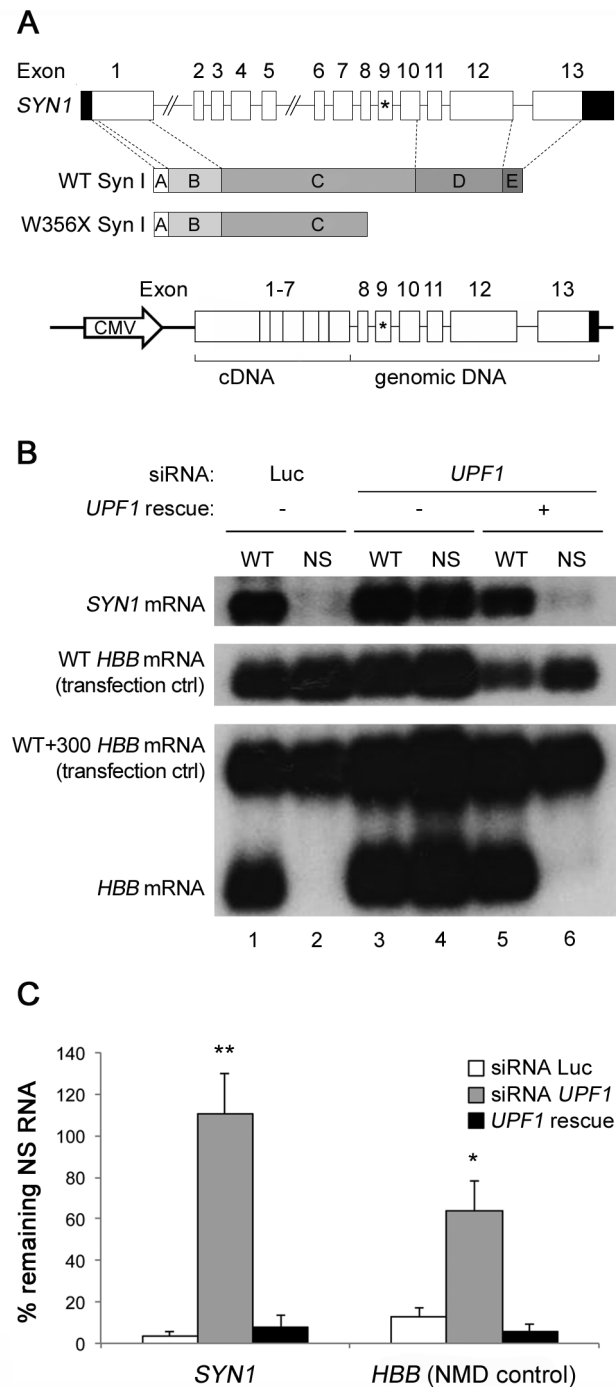 A
Exon 1 2 3 4 5 6 7 8 9 10 11 12 13
SYN1 // // *
WT Syn I A B C D E
W356X Syn I A B C
Exon 1-7 8 9 10 11 12 13
CMV *
cDNA genomic DNA
B
siRNA: Luc UPF1
UPF1 rescue: - - +
WT NS WT NS WT NS
SYN1 mRNA
WT HBB mRNA
(transfection ctrl)
WT+300 HBB mRNA
(transfection ctrl)
HBB mRNA
1 2 3 4 5 6
C
% remaining NS RNA
140
120
100
80
60
40
20
0
**
*
siRNA Luc
siRNA UPF1
UPF1 rescue
SYN1 HBB (NMD control)